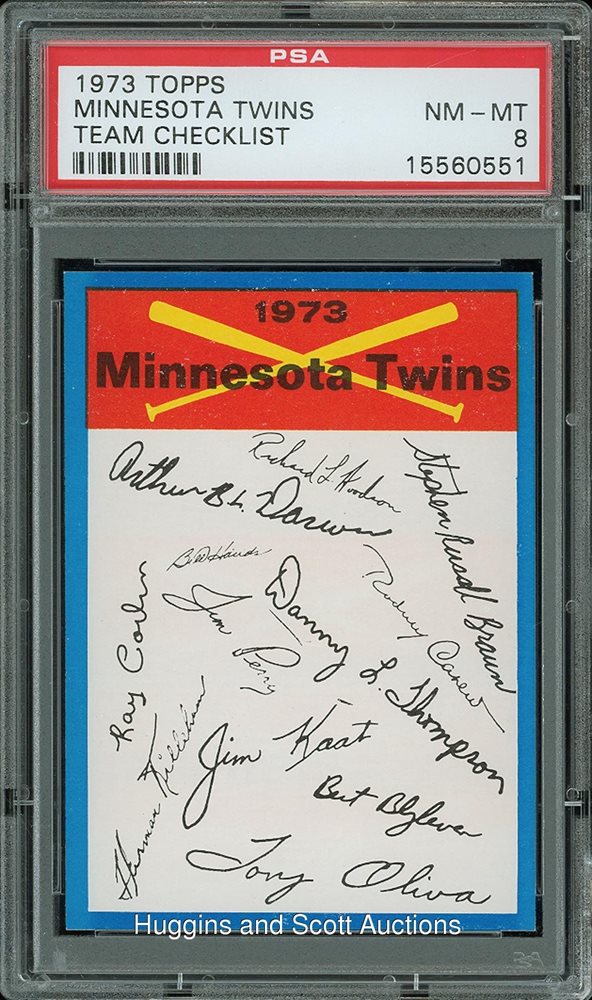 PSA
1973 TOPPS
MINNESOTA TWINS NM - MT
TEAM CHECKLIST 8
15560551
1973
Minnesota Twins
Richard L Woodson
Stephen Russell Braun
Arthur B L. Darwin
Bill Hands
Rodney Carew
Danny L. Thompson
Jim Perry
Ray Corbin
Herman Killebrew
Jim Kaat
Bert Blyleven
Tony Oliva
Huggins and Scott Auctions